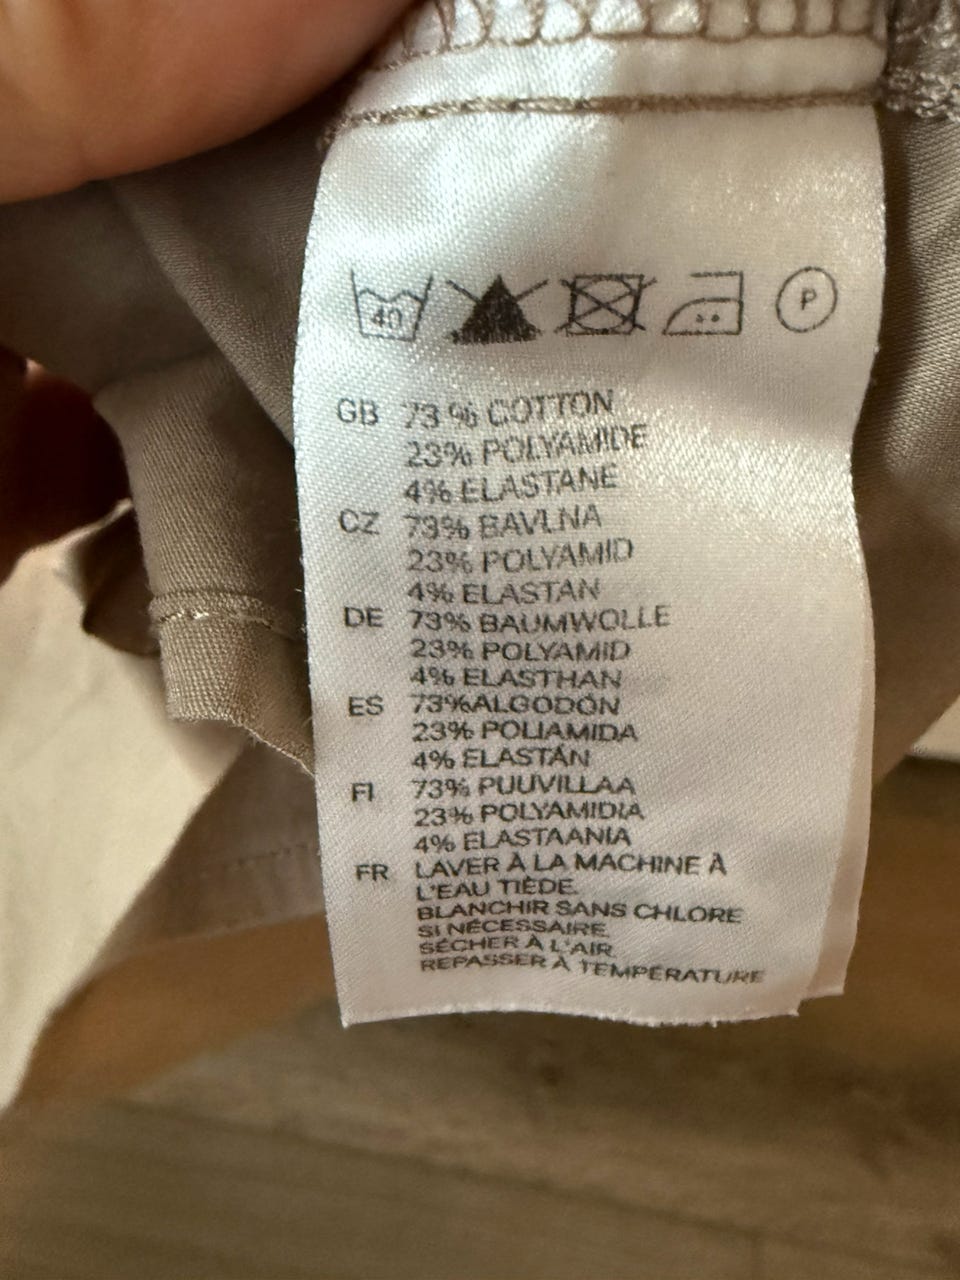 40
P
GB 73 % COTTON
23% POLYAMIDE
4% ELASTANE
CZ 73% BAVLNA
23% POLYAMID
4% ELASTAN
DE 73% BAUMWOLLE
23% POLYAMID
4% ELASTHAN
ES 73%ALGODÓN
23% POLIAMIDA
4% ELASTÁN
FI 73% PUUVILLAA
23% POLYAMIDIA
4% ELASTAANIA
FR LAVER À LA MACHINE À
L'EAU TIÈDE.
BLANCHIR SANS CHLORE
SI NÉCESSAIRE.
SÉCHER À L'AIR.
REPASSER À TEMPÉRATURE